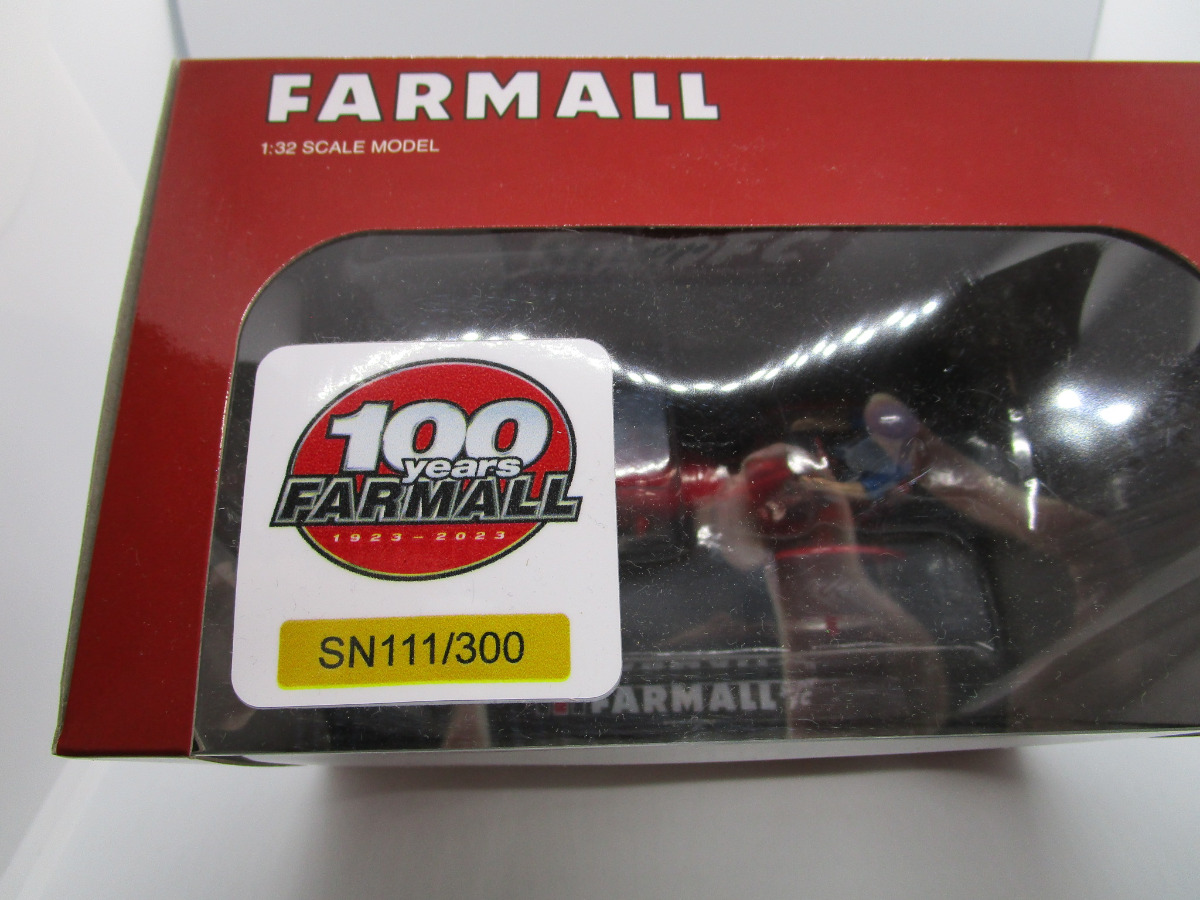 FARMALL
1:32 SCALE MODEL
100
years
FARMALL
1923-2023
SN111/300
FARMALL